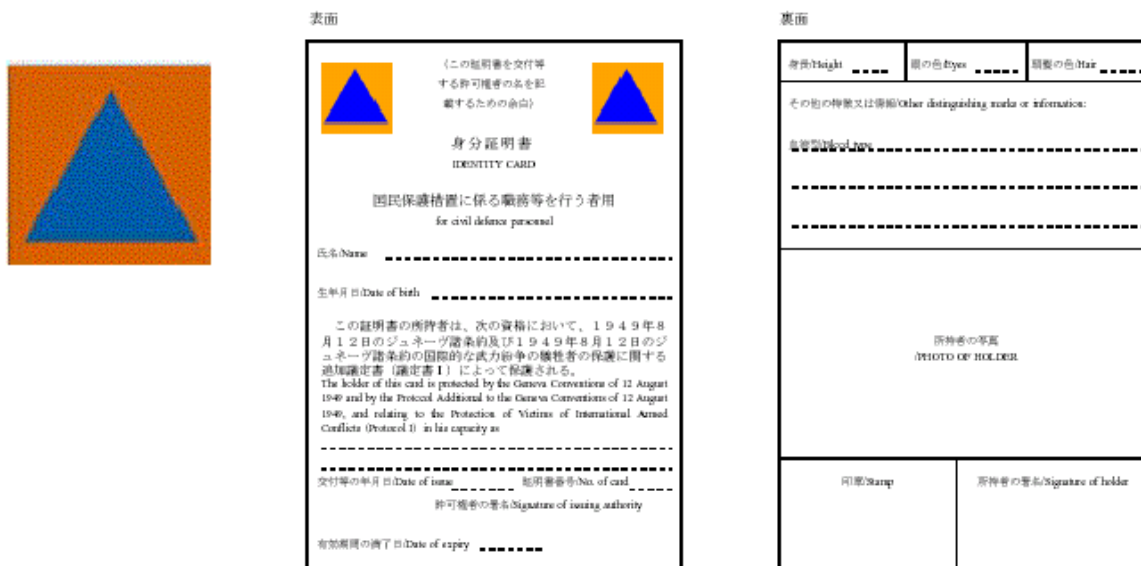 表面
(この証明書を交付等
する許可権者の名を記
載するための余白)
身分証明書
IDENTITY CARD
国民保護措置に係る職務等を行う者用
for civil defence personnel
氏名/Name
生年月日/Date of birth
この証明書の所持者は、次の資格において、1949年8
月12日のジュネーヴ諸条約及び1949年8月12日のジ
ュネーヴ諸条約の国際的な武力紛争の犠牲者の保護に関する
追加議定書(議定書I)によって保護される。
The holder of this card is protected by the Geneva Conventions of 12 August
1949 and by the Protocol Additional to the Geneva Conventions of 12 August
1949, and relating to the Protection of Victims of International Armed
Conflicts (Protocol I) in his capacity as
交付等の年月日/Date of issue 証明書番号/No. of card
許可権者の署名/Signature of issuing authority
有効期間の満了日/Date of expiry
裏面
身長/Height 眼の色/Eyes 頭髪の色/Hair
その他の特徴又は情報/Other distinguishing marks or information:
血液型/Blood type
所持者の写真
/PHOTO OF HOLDER
印章/Stamp 所持者の署名/Signature of holder